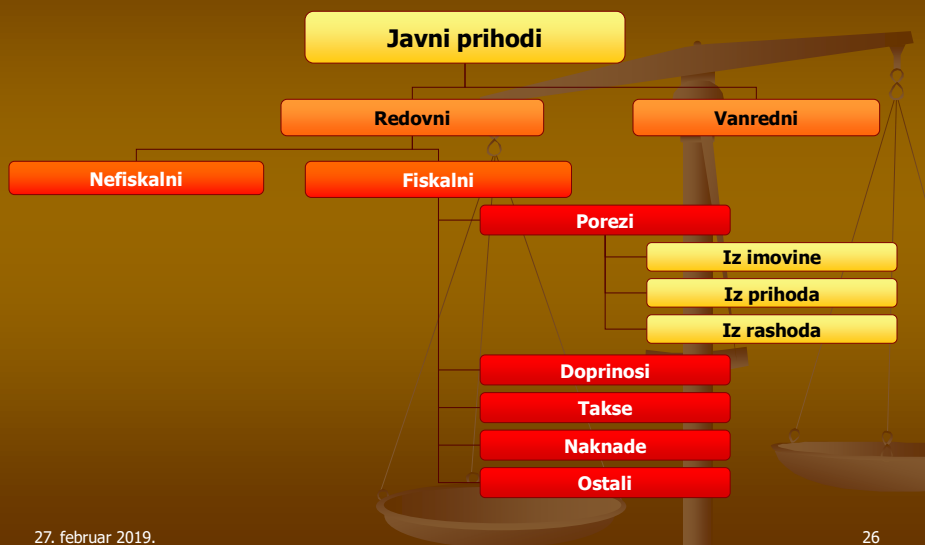 Javni prihodi
Redovni
Vanredni
Nefiskalni
Fiskalni
Porezi
Iz imovine
Iz prihoda
Iz rashoda
Doprinosi
Takse
Naknade
Ostali
27. februar 2019.
26